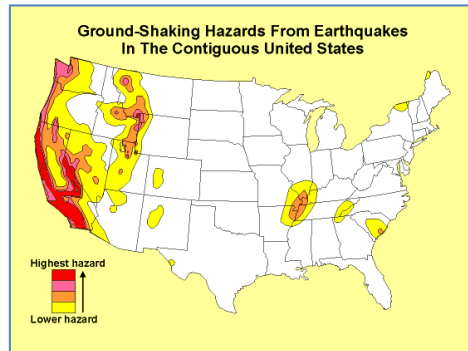 Ground-Shaking Hazards From Earthquakes
In The Contiguous United States
Highest hazard
Lower hazard